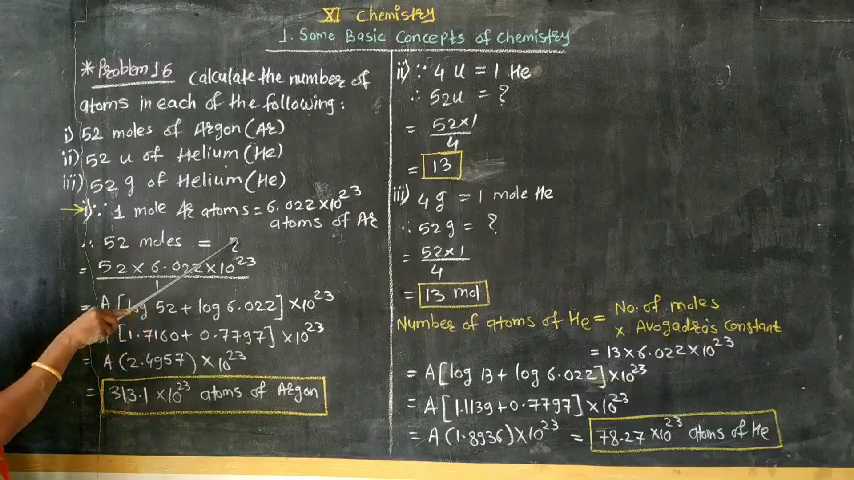 XI Chemistry
1. Some Basic Concepts of Chemistry
*Problem 16 Calculate the number of
atoms in each of the following:
i) 52 moles of Argon (Ar)
ii) 52 u of Helium (He)
iii) 52 g of Helium (He)
→ i) ∵ 1 mole Ar atoms = 6.022×10²³
atoms of Ar
∴ 52 moles = ?
= 52 × 6.022×10²³
1
= A [log 52 + log 6.022] ×10²³
[1.7160 + 0.7797] ×10²³
= A (2.4957) ×10²³
= 313.1 ×10²³ atoms of Argon
ii) ∵ 4 u = 1 He
∴ 52u = ?
= 52×1
4
= 13
iii) 4 g = 1 mole He
∴ 52g = ?
= 52×1
4
= 13 mol
Number of atoms of He = No. of moles
× Avogadro's constant
= 13×6.022×10²³
= A [log 13 + log 6.022] ×10²³
= A [1.1139+0.7797] ×10²³
= A (1.8936) ×10²³ = 78.27 ×10²³ atoms of He